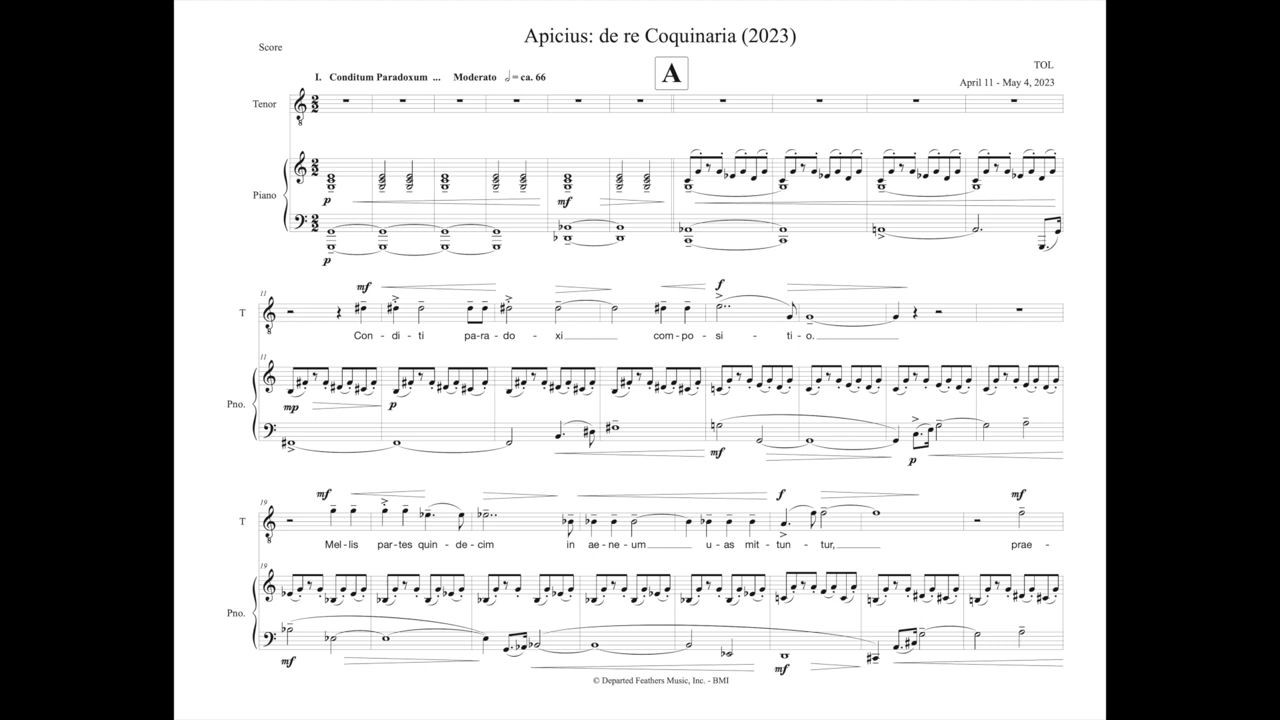 Apicius: de re Coquinaria (2023)
Score
A
TOL
I. Conditum Paradoxum ... Moderato 𝅗𝅥 = ca. 66
April 11 - May 4, 2023
Tenor
8
Piano
p
mf
p
11
mf
f
T
8
Con - di - ti pa-ra - do - xi com - po - si - ti - o.
11
Pno.
mp
p
mf
p
19
mf
f
mf
T
8
Mel-lis par-tes quin - de - cim in ae - ne - um u - as mit - tun - tur, prae -
19
Pno.
mf
mf
© Departed Feathers Music, Inc. - BMI